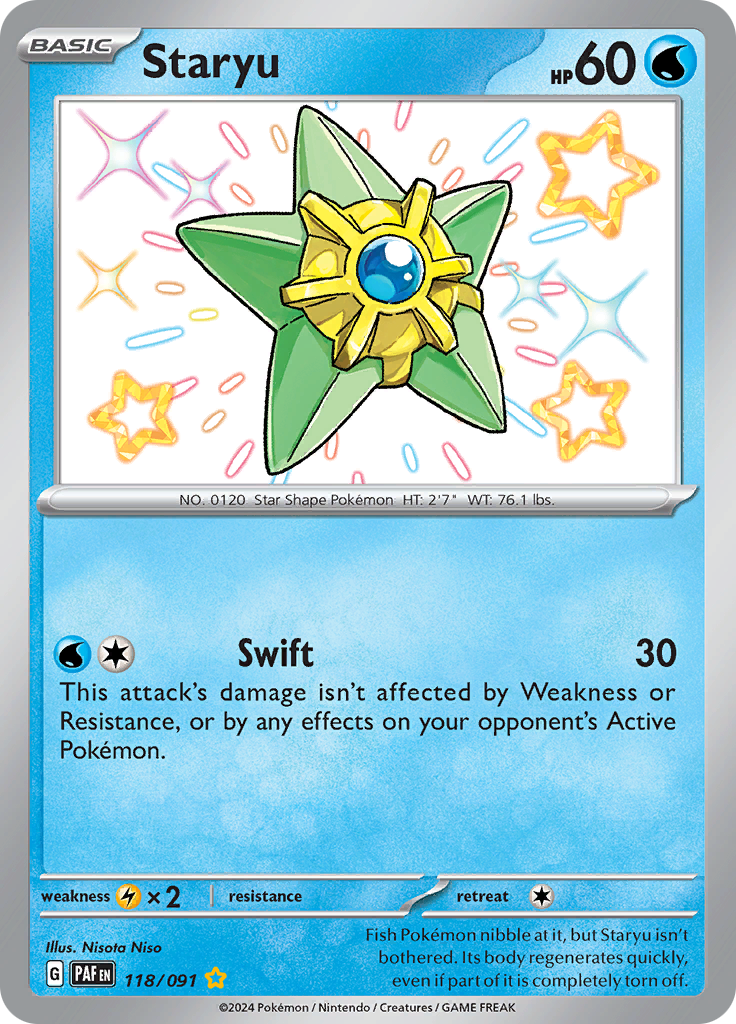 BASIC Staryu HP60
NO. 0120 Star Shape Pokémon HT: 2'7" WT: 76.1 lbs.
Swift 30
This attack's damage isn't affected by Weakness or
Resistance, or by any effects on your opponent's Active
Pokémon.
weakness ×2 resistance retreat
Fish Pokémon nibble at it, but Staryu isn't
bothered. Its body regenerates quickly,
even if part of it is completely torn off.
Illus. Nisota Niso
G PAF EN 118/091
©2024 Pokémon / Nintendo / Creatures / GAME FREAK